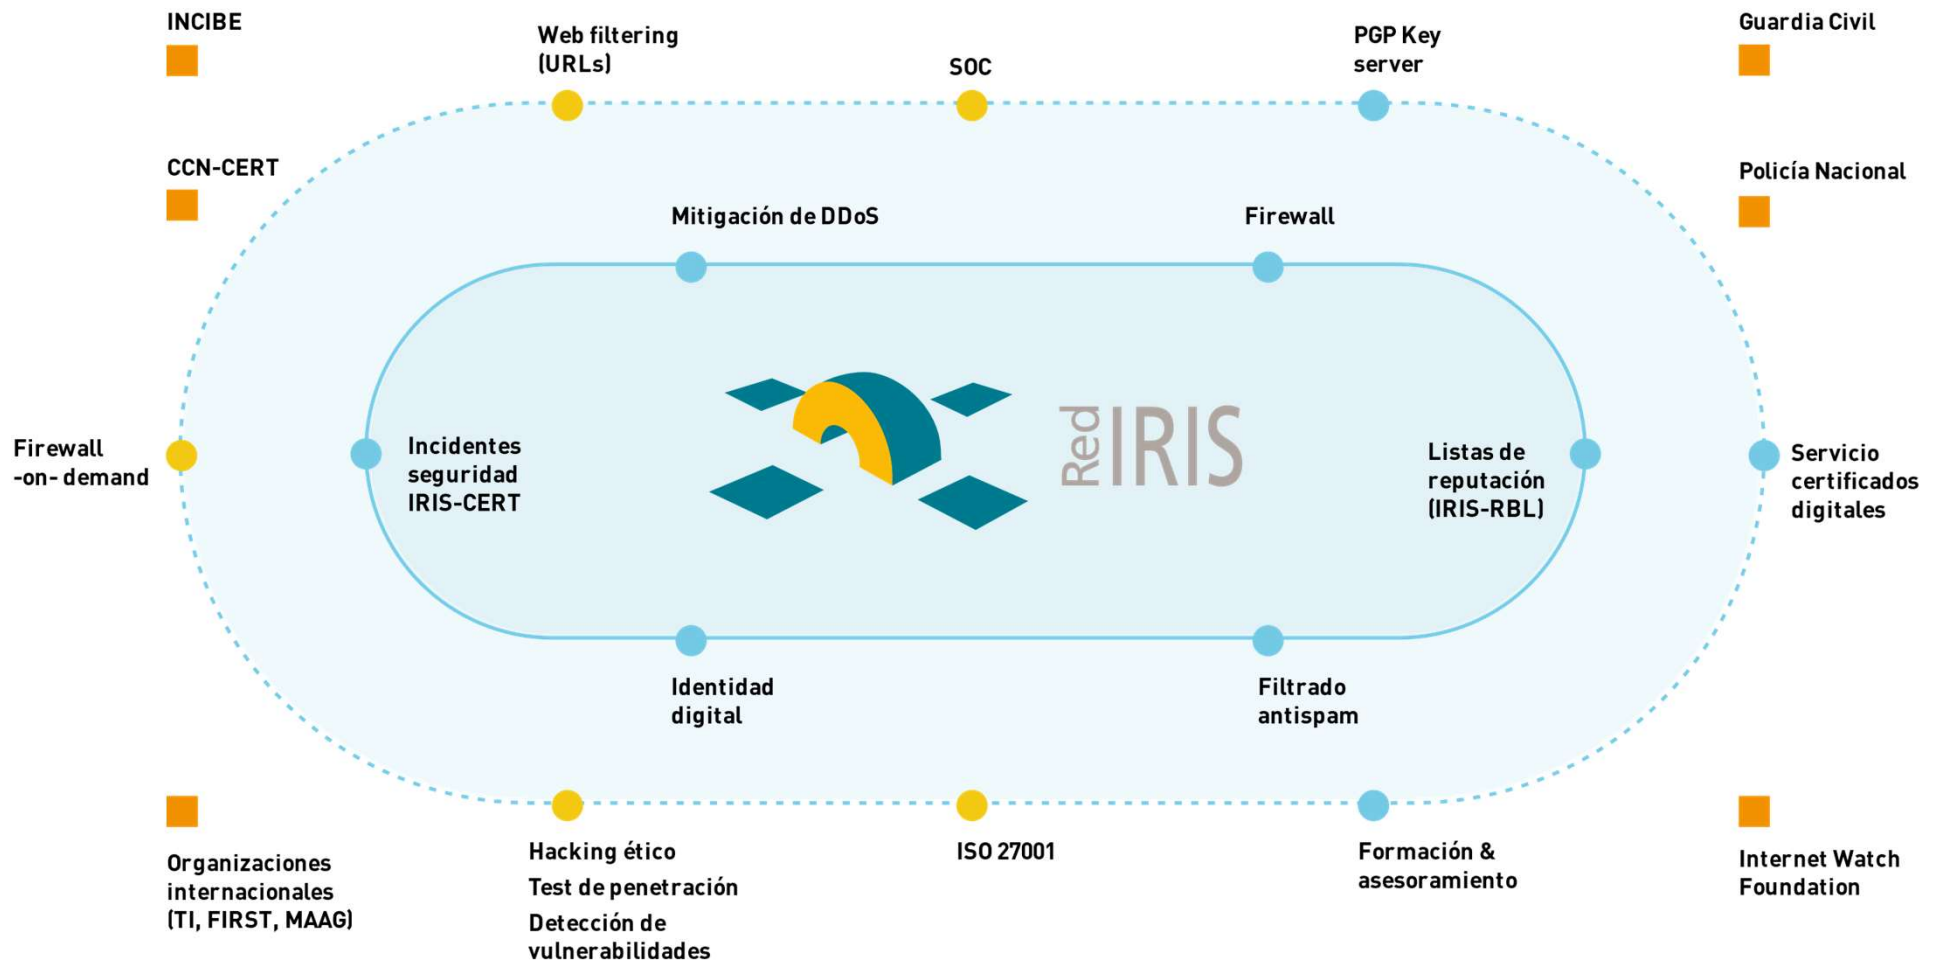 INCIBE
Web filtering
(URLs)
SOC
PGP Key
server
Guardia Civil
CCN-CERT
Policía Nacional
Mitigación de DDoS
Firewall
Firewall
-on- demand
Incidentes
seguridad
IRIS-CERT
Red
IRIS
Listas de
reputación
(IRIS-RBL)
Servicio
certificados
digitales
Identidad
digital
Filtrado
antispam
Organizaciones
internacionales
(TI, FIRST, MAAG)
Hacking ético
Test de penetración
Detección de
vulnerabilidades
ISO 27001
Formación &
asesoramiento
Internet Watch
Foundation